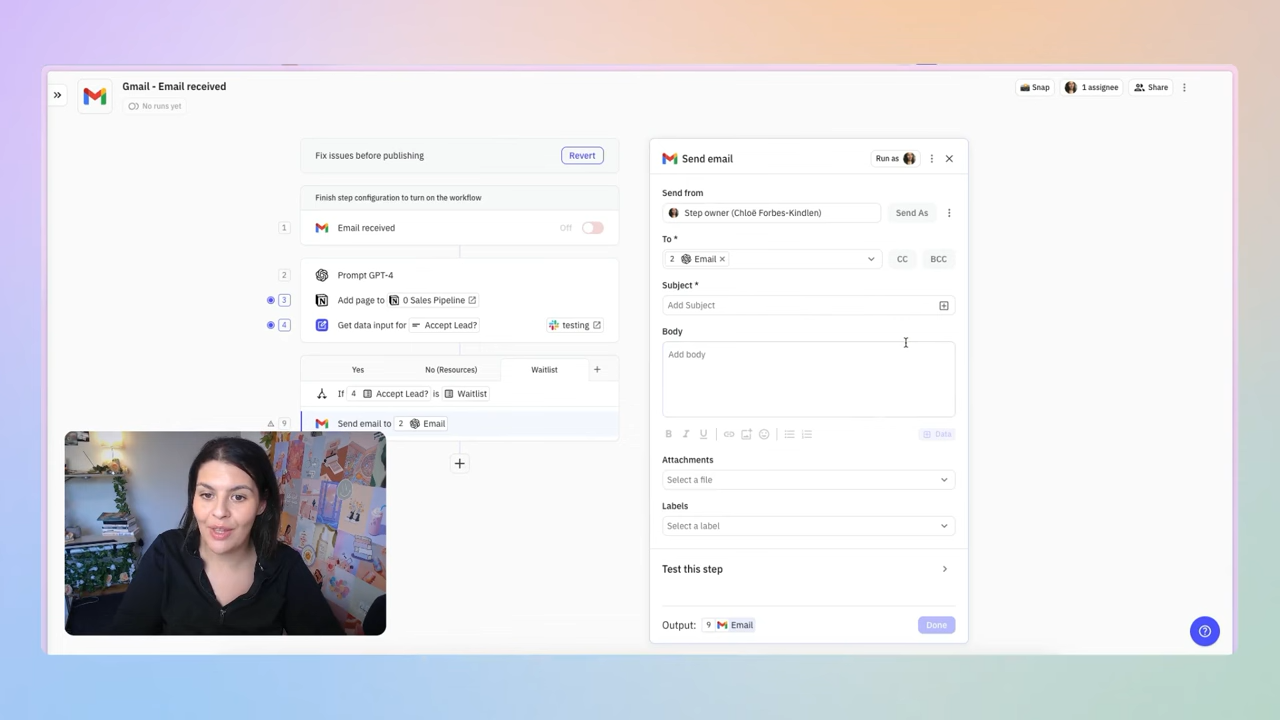 Gmail - Email received
No runs yet
Snap
1 assignee
Share
Fix issues before publishing
Revert
Finish step configuration to turn on the workflow
1 Email received Off
2 Prompt GPT-4
3 Add page to 0 Sales Pipeline
4 Get data input for Accept Lead? testing
Yes No (Resources) Waitlist +
If 4 Accept Lead? is Waitlist
9 Send email to 2 Email
Send email
Run as
Send from
Step owner (Chloë Forbes-Kindlen) Send As
To *
2 Email CC BCC
Subject *
Add Subject
Body
Add body
B I U Data
Attachments
Select a file
Labels
Select a label
Test this step
Output: 9 Email Done